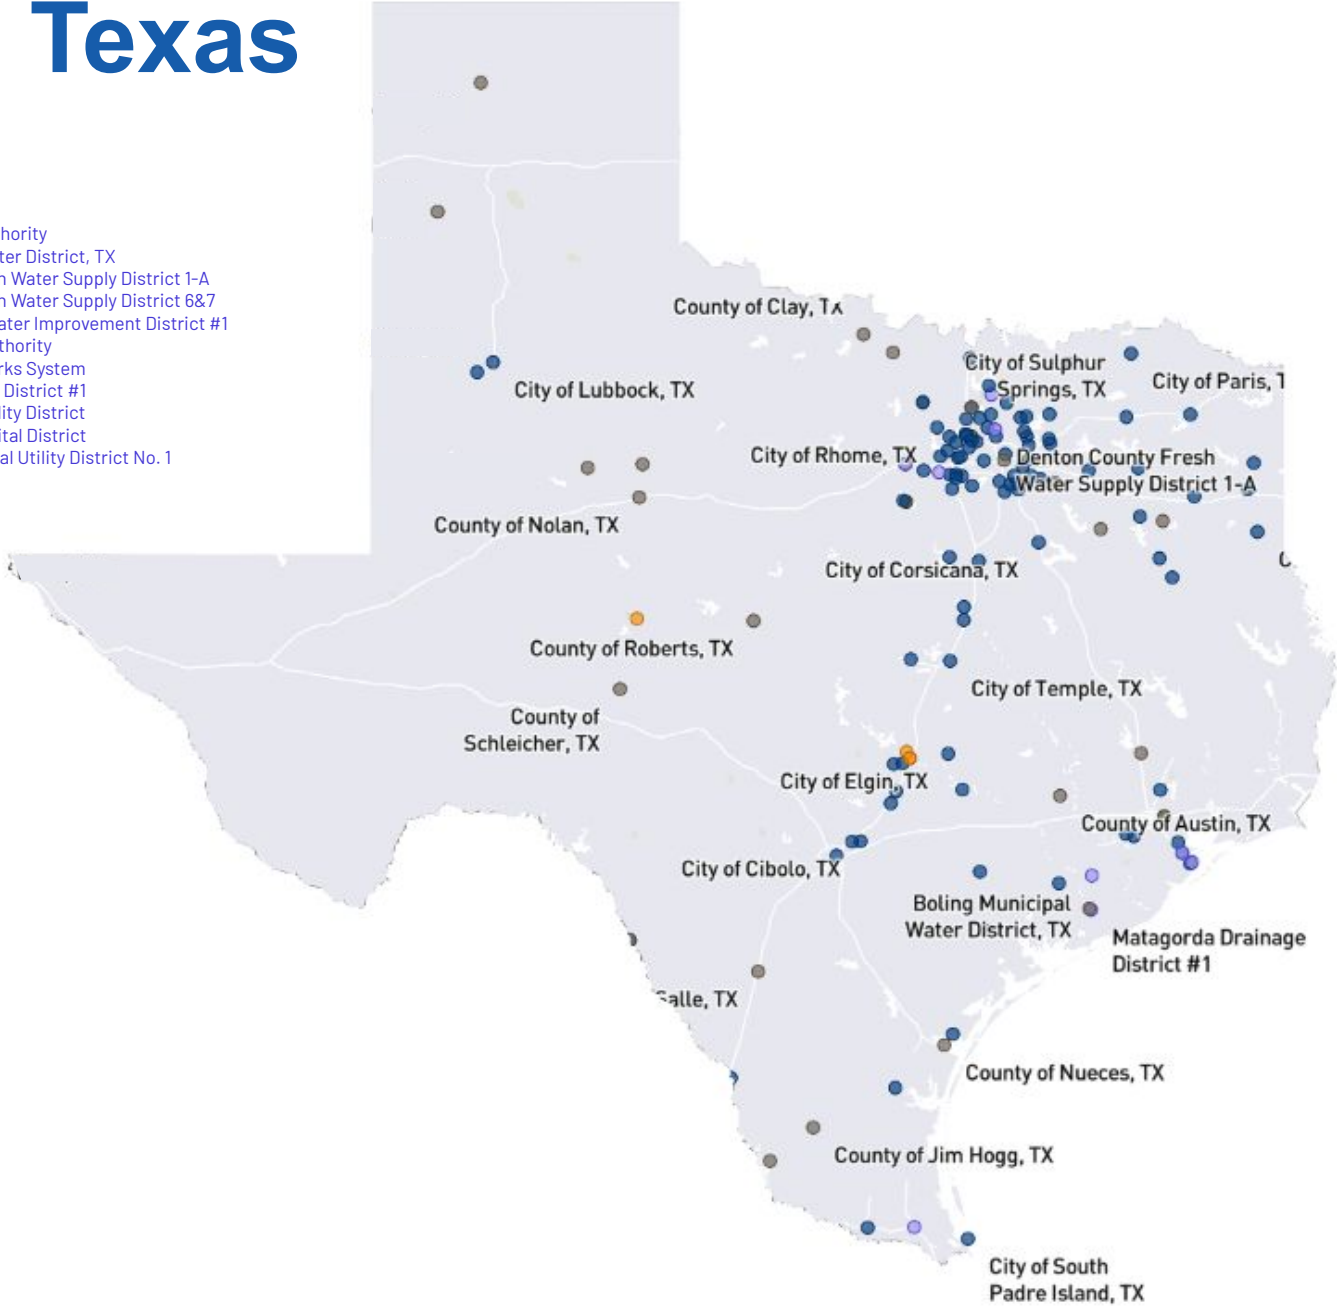 Texas
hority
ter District, TX
h Water Supply District 1-A
h Water Supply District 6&7
ater Improvement District #1
thority
rks System
District #1
lity District
ital District
al Utility District No. 1
County of Clay, Tx
City of Sulphur
Springs, TX
City of Paris, T
City of Lubbock, TX
City of Rhome, TX
Denton County Fresh
Water Supply District 1-A
County of Nolan, TX
City of Corsicana, TX
County of Roberts, TX
City of Temple, TX
County of
Schleicher, TX
City of Elgin, TX
County of Austin, TX
City of Cibolo, TX
Boling Municipal
Water District, TX
Matagorda Drainage
District #1
Salle, TX
County of Nueces, TX
County of Jim Hogg, TX
City of South
Padre Island, TX